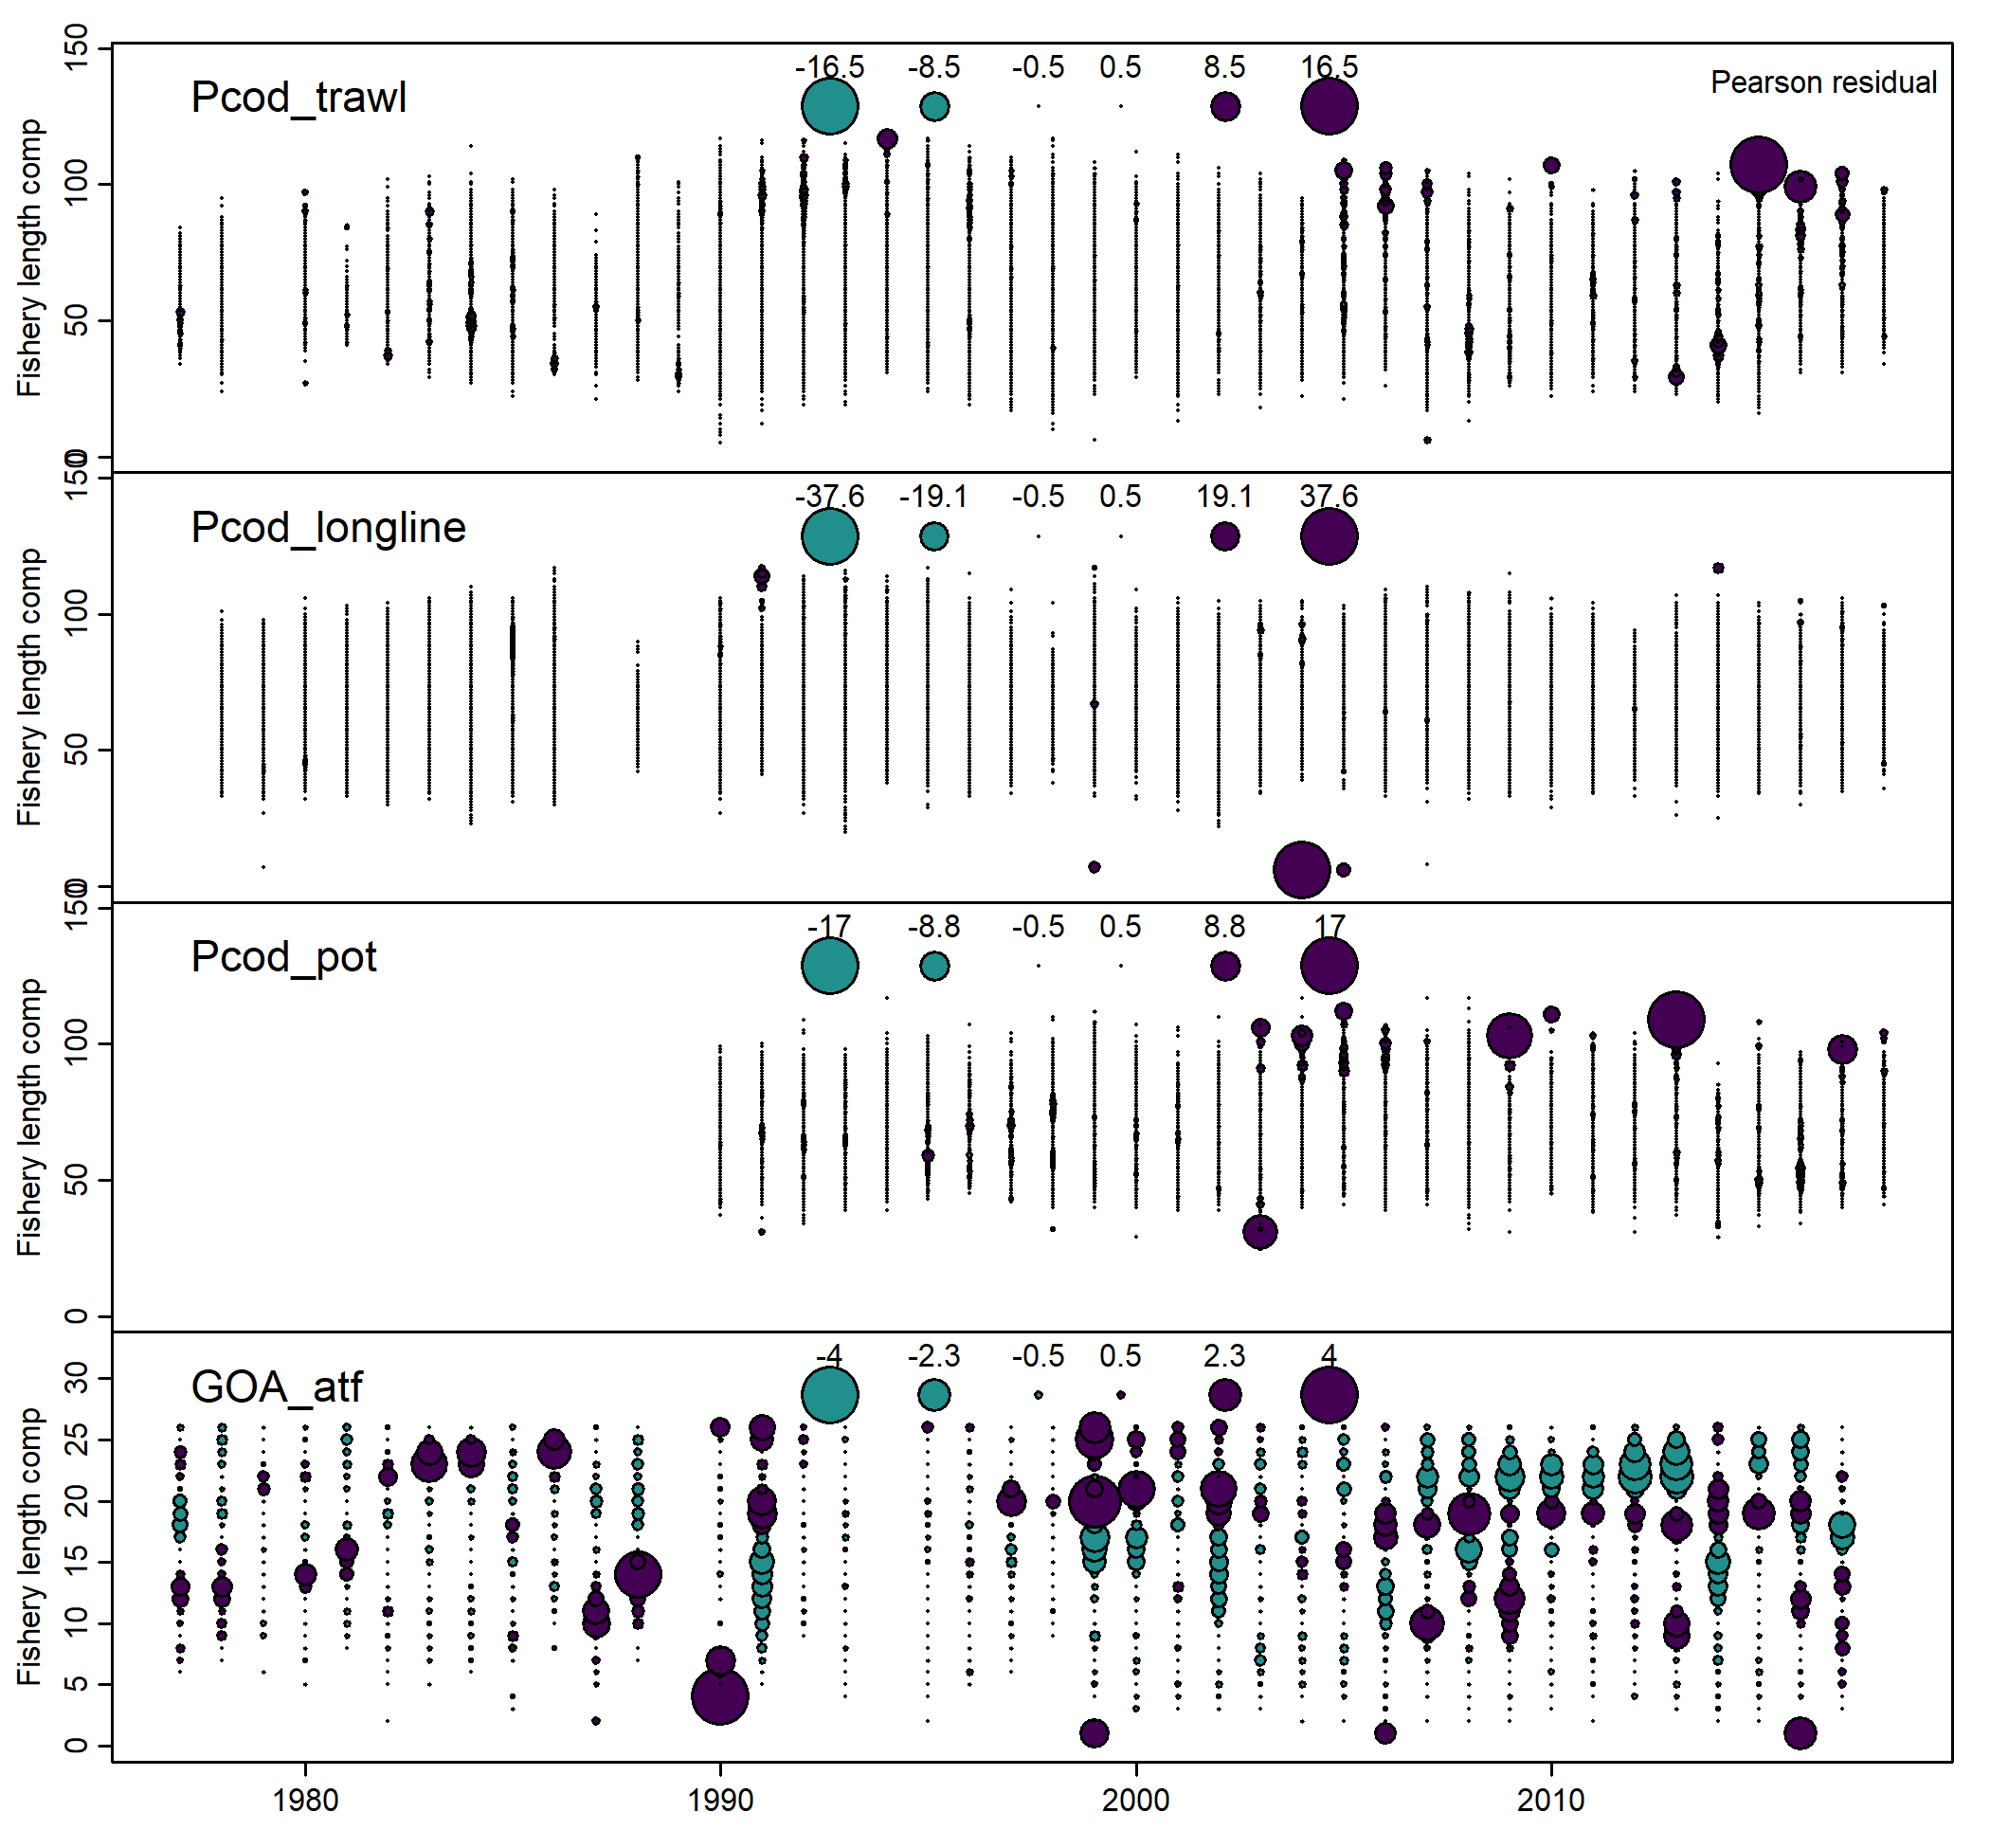 Pcod_trawl
-16.5 -8.5 -0.5 0.5 8.5 16.5
Pearson residual
Fishery length comp
150
100
50
0
Pcod_longline
-37.6 -19.1 -0.5 0.5 19.1 37.6
Fishery length comp
150
100
50
0
Pcod_pot
-17 -8.8 -0.5 0.5 8.8 17
Fishery length comp
150
100
50
0
GOA_atf
-4 -2.3 -0.5 0.5 2.3 4
Fishery length comp
30
25
20
15
10
5
0
1980 1990 2000 2010